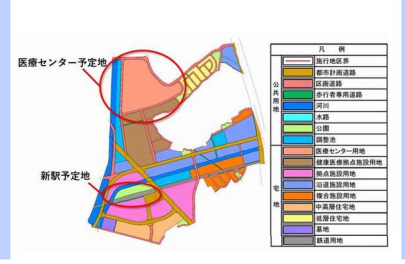 医療センター予定地
新駅予定地
凡 例
公共用地
施行地区界
都市計画道路
区画道路
歩行者専用道路
河川
水路
公園
調整池
宅地
医療センター用地
健康医療拠点施設用地
拠点施設用地
沿道施設用地
複合施設用地
中高層住宅地
低層住宅地
墓地
鉄道用地